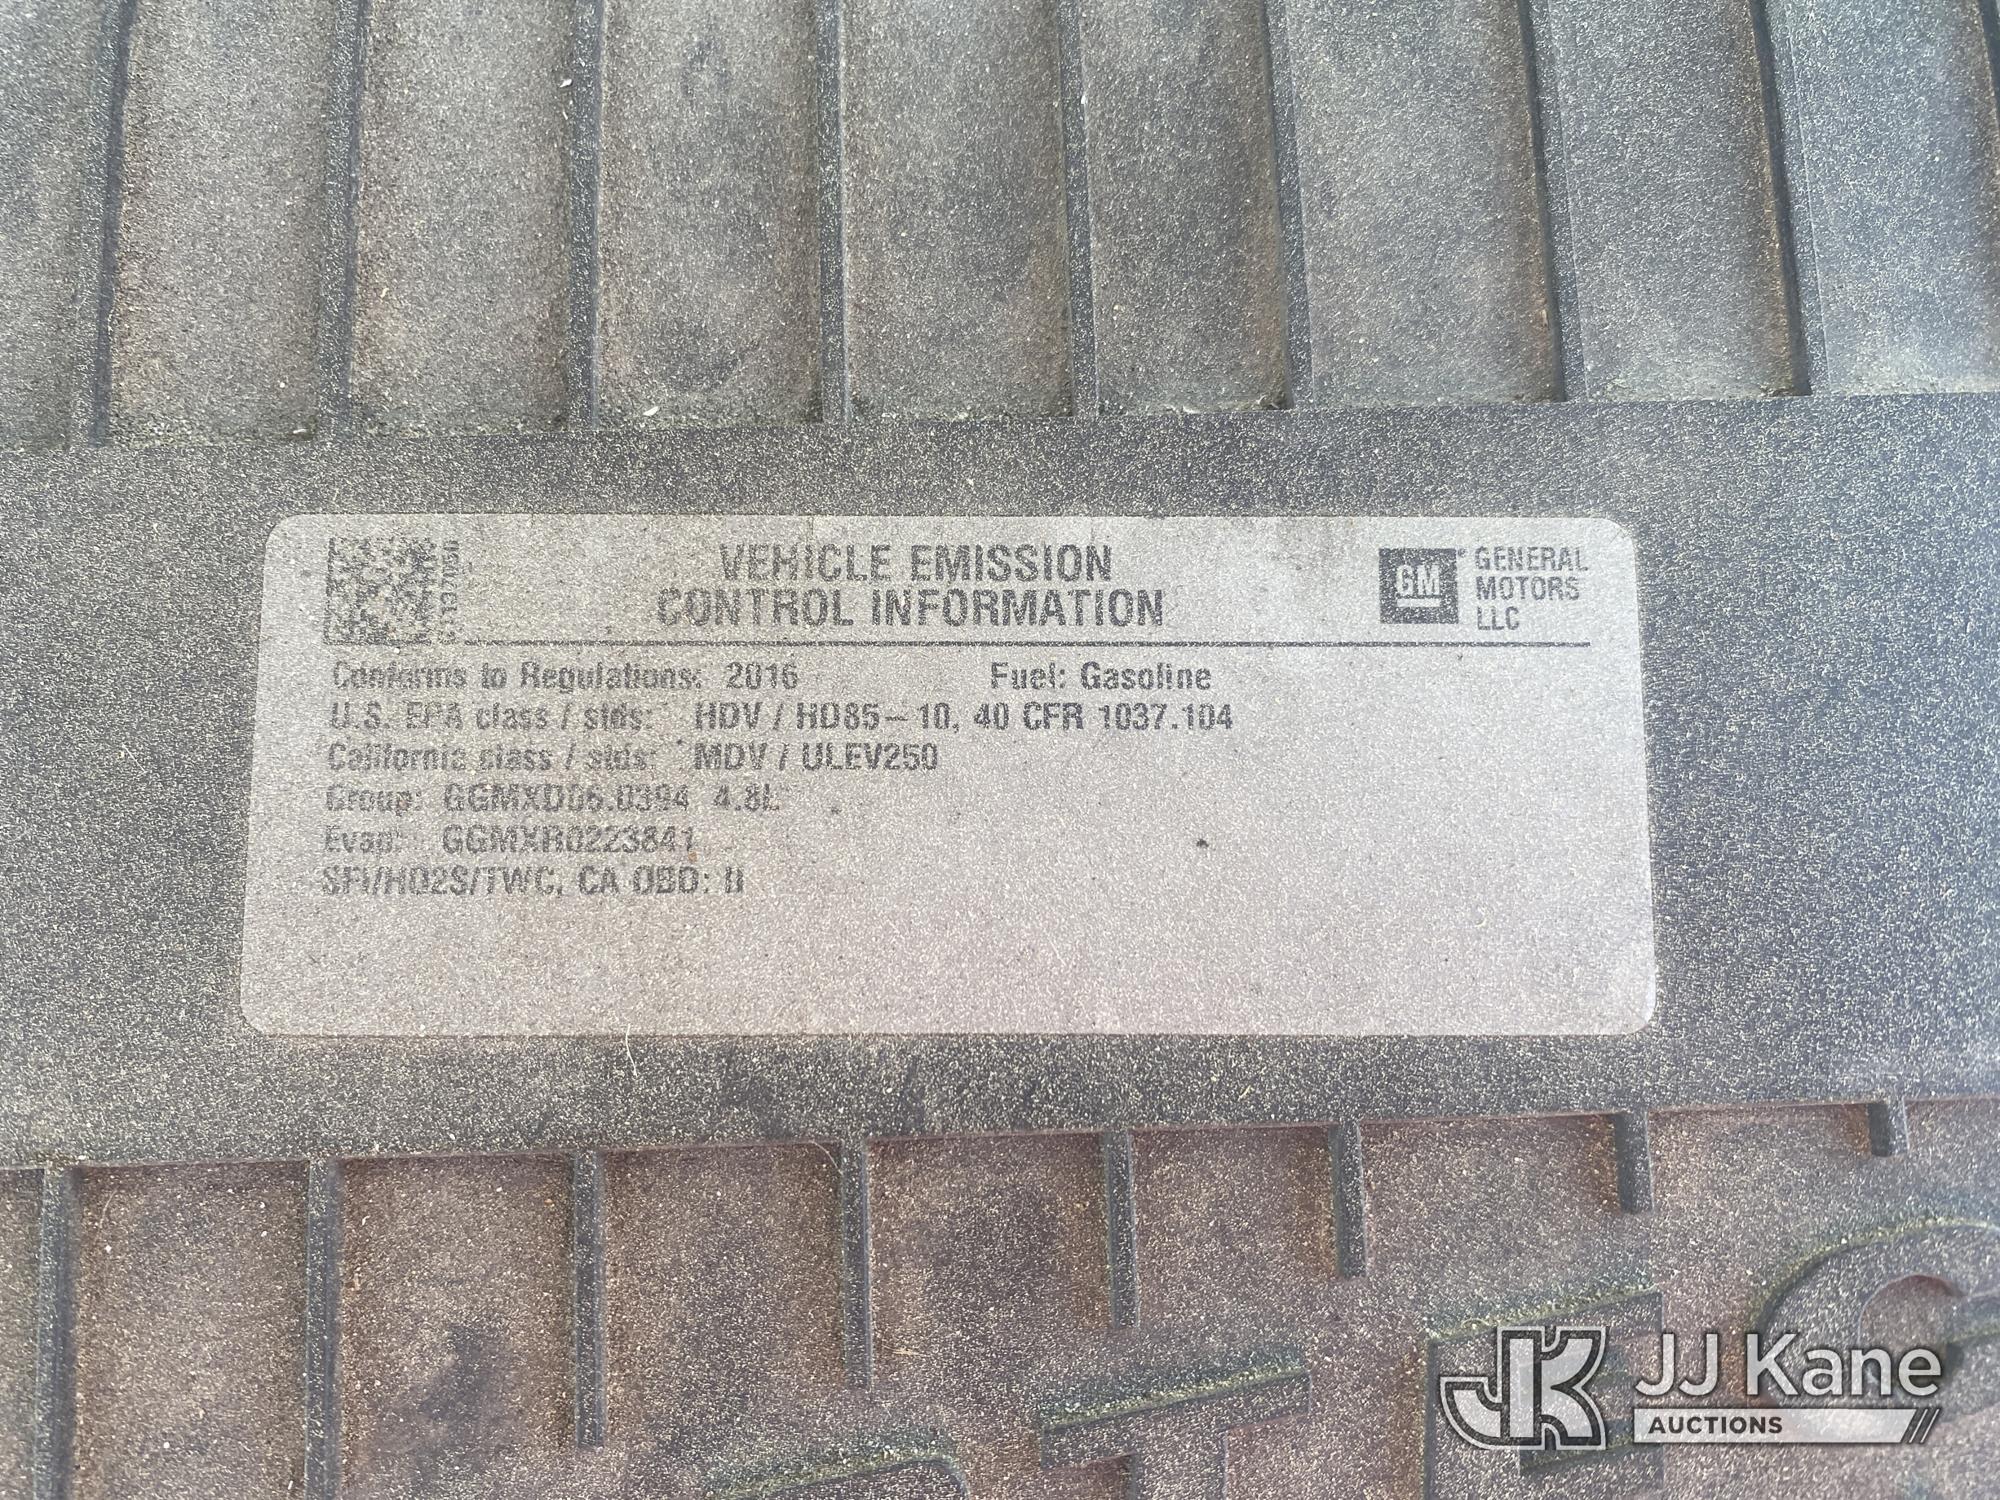 VEHICLE EMISSION
CONTROL INFORMATION
GM
GENERAL
MOTORS
LLC
Conforms to Regulations: 2016 Fuel: Gasoline
U.S. EPA class / stds: HDV / HD85-10, 40 CFR 1037.104
California class / stds: MDV / ULEV250
Group: GGMXD06.0394 4.8L
Evap: GGMXR0223841
SFI/HO2S/TWC, CA OBD: II
JK JJ Kane
AUCTIONS